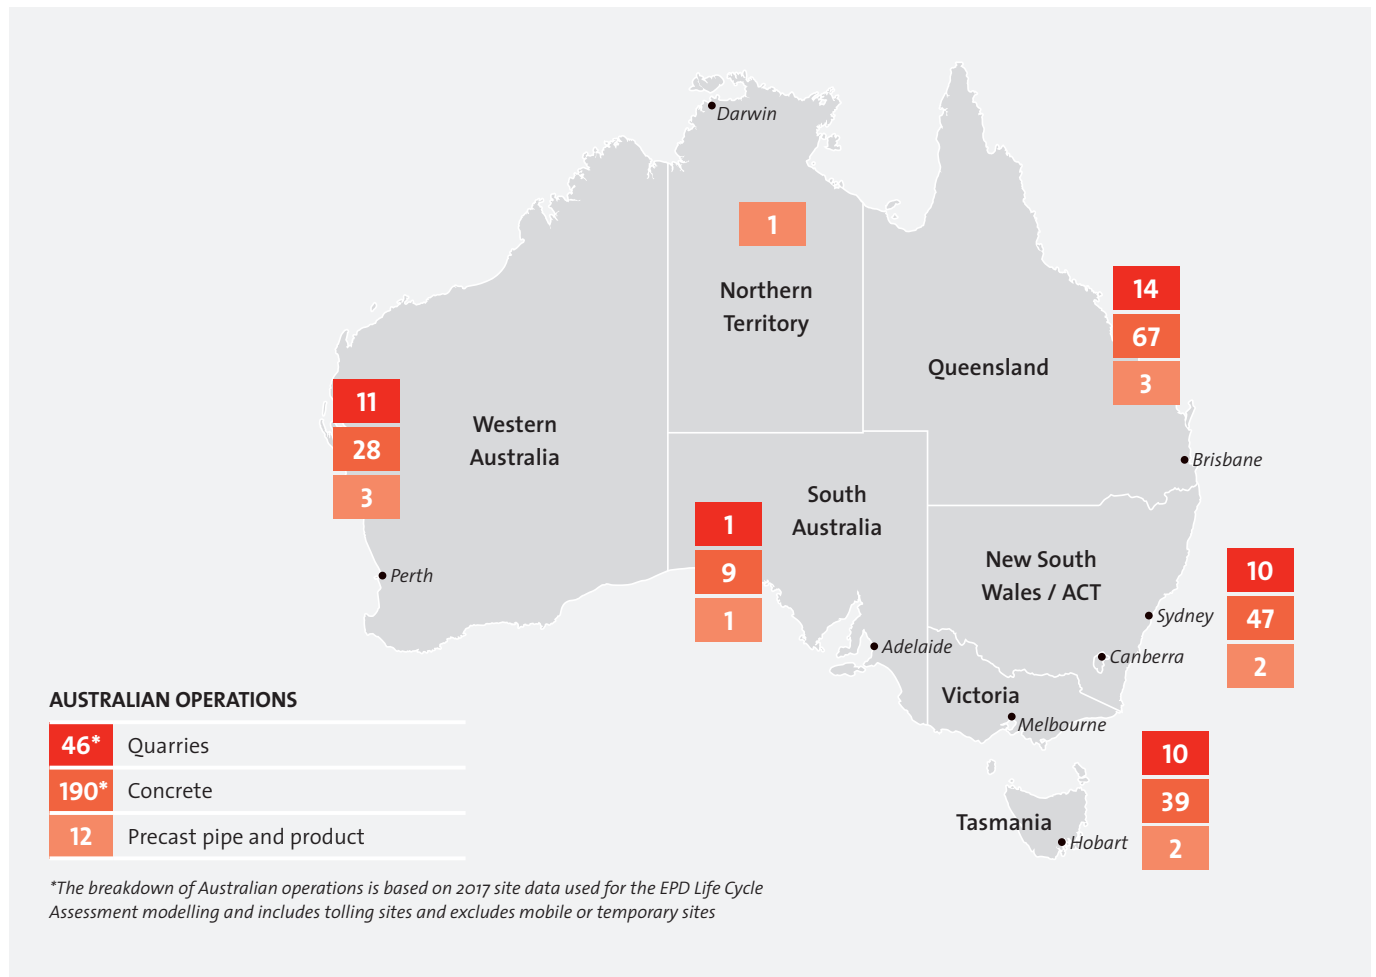 Darwin
1
Northern
Territory
14
67
3
Queensland
11
28
3
Western
Australia
Brisbane
South
Australia
1
9
1
New South
Wales / ACT
10
47
2
Perth
Sydney
Adelaide
Canberra
Victoria
Melbourne
10
39
2
Tasmania
Hobart
AUSTRALIAN OPERATIONS
46* Quarries
190* Concrete
12 Precast pipe and product
*The breakdown of Australian operations is based on 2017 site data used for the EPD Life Cycle
Assessment modelling and includes tolling sites and excludes mobile or temporary sites